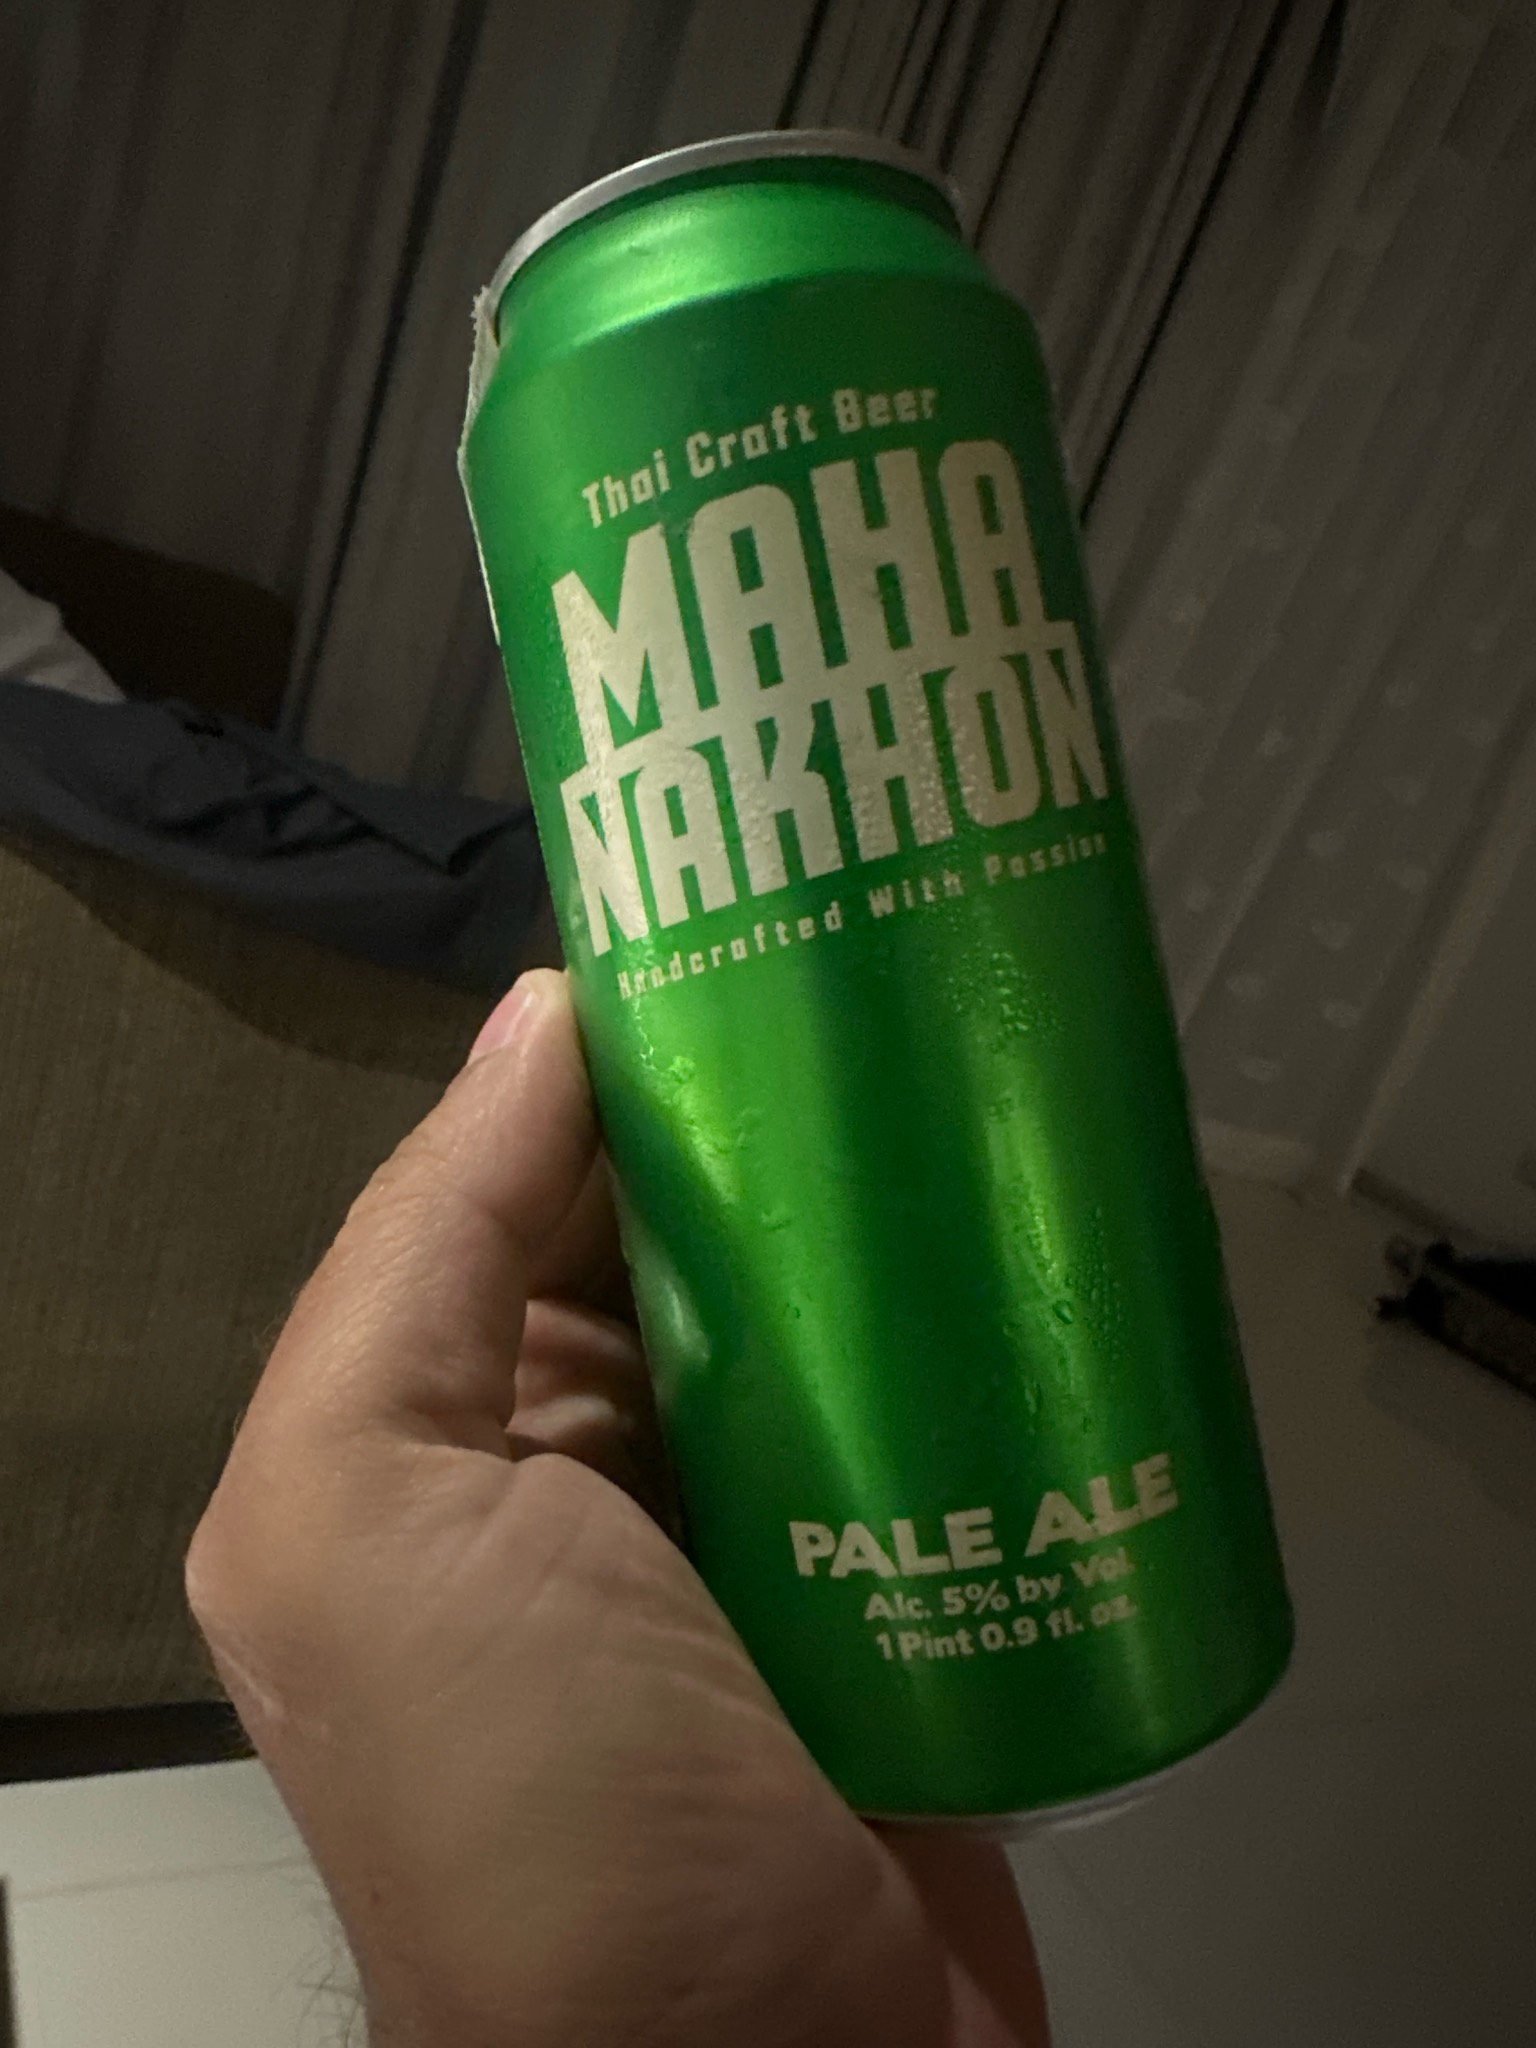 Thai Craft Beer
MAHA
NAKHON
Handcrafted With Passion
PALE ALE
Alc. 5% by Vol.
1 Pint 0.9 fl. oz.